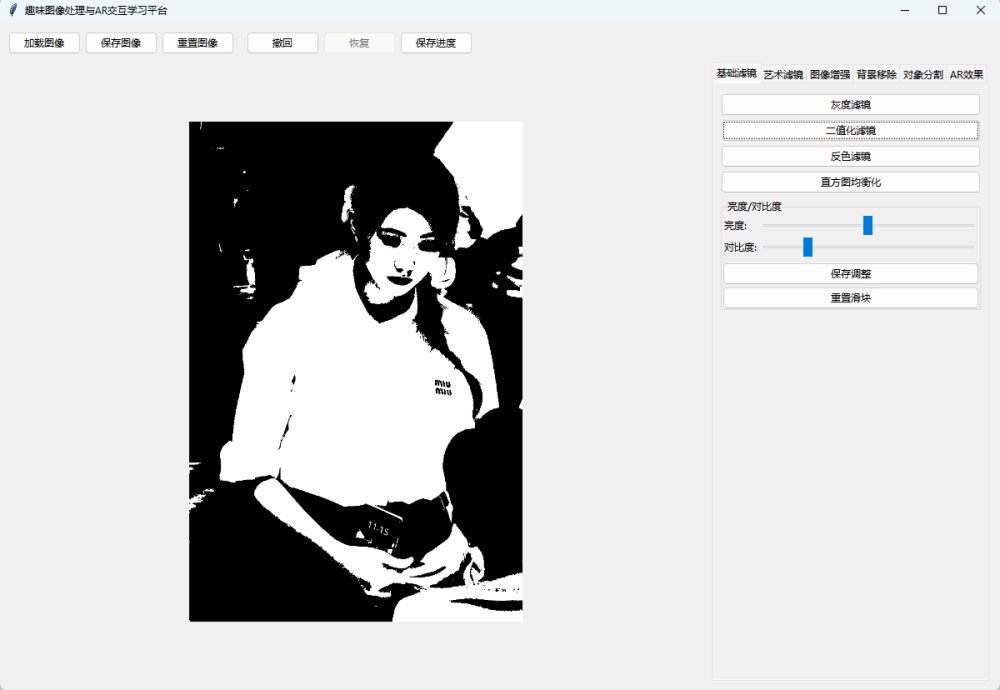 趣味图像处理与AR交互学习平台
加载图像 保存图像 重置图像 撤回 恢复 保存进度
基础滤镜 艺术滤镜 图像增强 背景移除 对象分割 AR效果
灰度滤镜
二值化滤镜
反色滤镜
直方图均衡化
亮度/对比度
亮度:
对比度:
保存调整
重置滑块
miu
miu
11:15